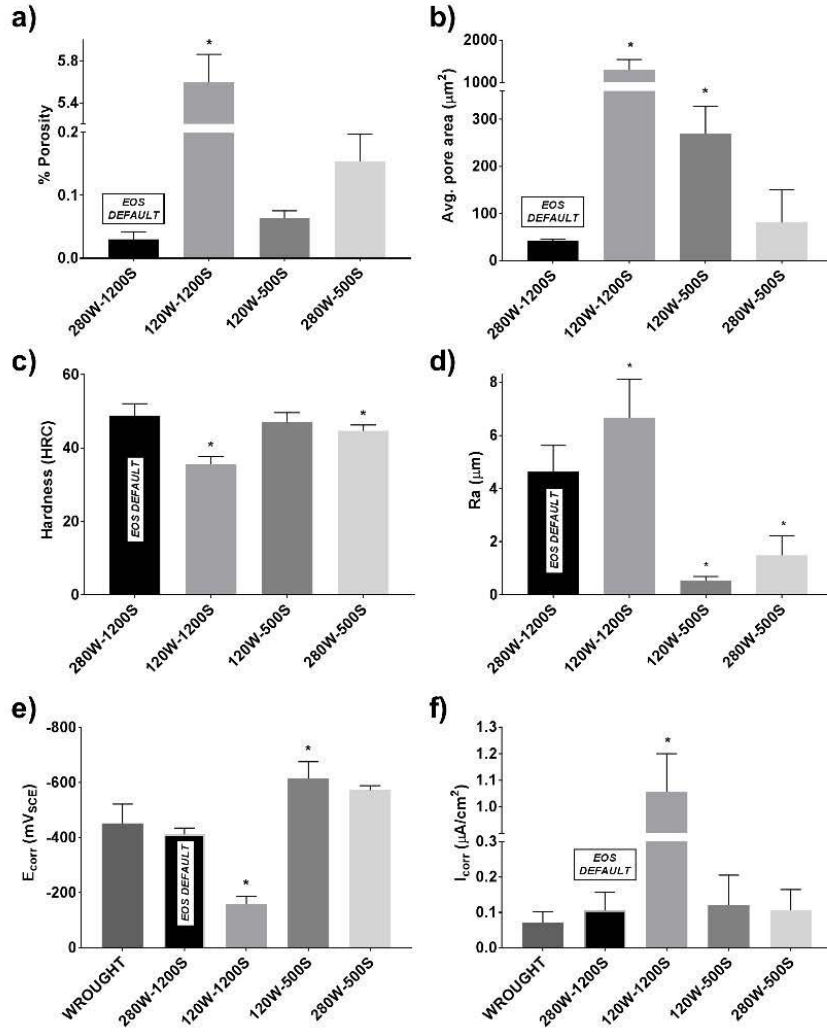 a)
% Porosity
5.8
5.4
0.2
0.1
0.0
*
EOS
DEFAULT
280W-1200S
120W-1200S
120W-500S
280W-500S
b)
Avg. pore area (μm²)
1000
300
200
100
0
*
*
EOS
DEFAULT
280W-1200S
120W-1200S
120W-500S
280W-500S
c)
Hardness (HRC)
60
40
20
0
EOS DEFAULT
*
*
280W-1200S
120W-1200S
120W-500S
280W-500S
d)
Ra (μm)
8
6
4
2
0
EOS DEFAULT
*
*
*
280W-1200S
120W-1200S
120W-500S
280W-500S
e)
Ecorr (mVSCE)
-800
-600
-400
-200
0
EOS DEFAULT
*
*
WROUGHT
280W-1200S
120W-1200S
120W-500S
280W-500S
f)
Icorr (μA/cm²)
1.3
1.2
1.1
1.0
0.3
0.2
0.1
0.0
*
EOS
DEFAULT
WROUGHT
280W-1200S
120W-1200S
120W-500S
280W-500S